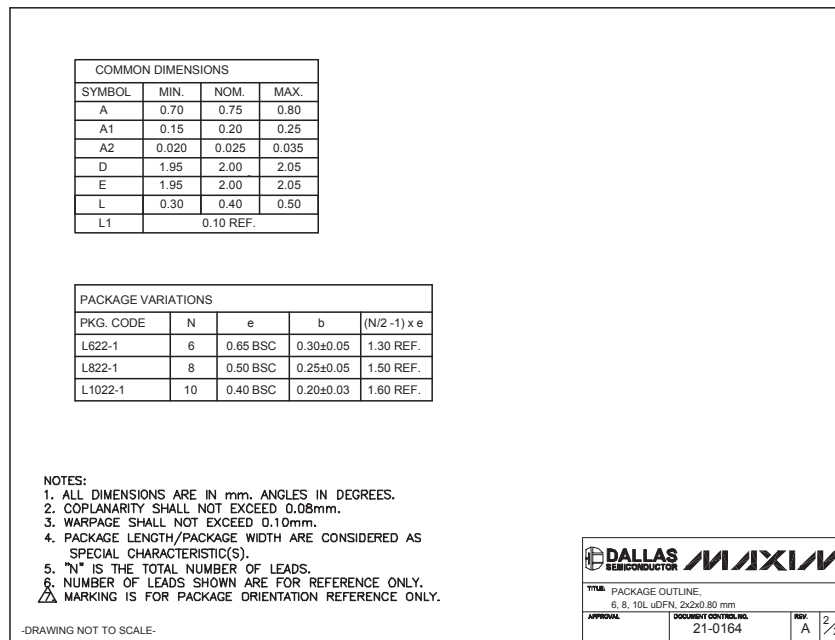 COMMON DIMENSIONS
SYMBOL MIN. NOM. MAX.
A 0.70 0.75 0.80
A1 0.15 0.20 0.25
A2 0.020 0.025 0.035
D 1.95 2.00 2.05
E 1.95 2.00 2.05
L 0.30 0.40 0.50
L1 0.10 REF.
PACKAGE VARIATIONS
PKG. CODE N e b (N/2 -1) x e
L622-1 6 0.65 BSC 0.30±0.05 1.30 REF.
L822-1 8 0.50 BSC 0.25±0.05 1.50 REF.
L1022-1 10 0.40 BSC 0.20±0.03 1.60 REF.
NOTES:
1. ALL DIMENSIONS ARE IN mm. ANGLES IN DEGREES.
2. COPLANARITY SHALL NOT EXCEED 0.08mm.
3. WARPAGE SHALL NOT EXCEED 0.10mm.
4. PACKAGE LENGTH/PACKAGE WIDTH ARE CONSIDERED AS
SPECIAL CHARACTERISTIC(S).
5. "N" IS THE TOTAL NUMBER OF LEADS.
6. NUMBER OF LEADS SHOWN ARE FOR REFERENCE ONLY.
7. MARKING IS FOR PACKAGE ORIENTATION REFERENCE ONLY.
-DRAWING NOT TO SCALE-
DALLAS SEMICONDUCTOR MAXIM
TITLE: PACKAGE OUTLINE,
6, 8, 10L uDFN, 2x2x0.80 mm
APPROVAL DOCUMENT CONTROL NO. REV.
21-0164 A 2/